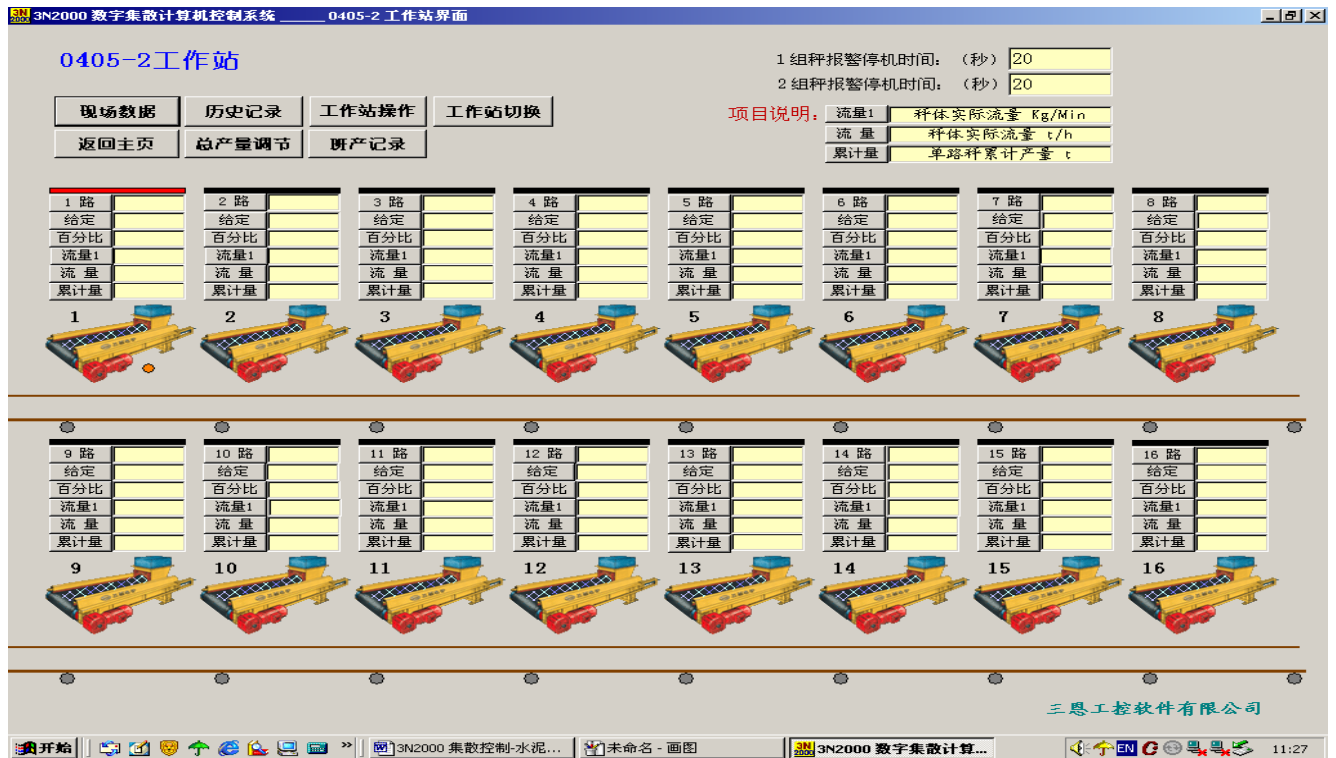 3N2000 数字集散计算机控制系统 _____ 0405-2 工作站界面
0405-2工作站
1 组秤报警停机时间: (秒) 20
2 组秤报警停机时间: (秒) 20
现场数据 历史记录 工作站操作 工作站切换
返回主页 总产量调节 班产记录
项目说明: 流量1 秤体实际流量 Kg/Min
流 量 秤体实际流量 t/h
累计量 单路秤累计产量 t
1 路 2 路 3 路 4 路 5 路 6 路 7 路 8 路
给定 给定 给定 给定 给定 给定 给定 给定
百分比 百分比 百分比 百分比 百分比 百分比 百分比 百分比
流量1 流量1 流量1 流量1 流量1 流量1 流量1 流量1
流 量 流 量 流 量 流 量 流 量 流 量 流 量 流 量
累计量 累计量 累计量 累计量 累计量 累计量 累计量 累计量
1 2 3 4 5 6 7 8
9 路 10 路 11 路 12 路 13 路 14 路 15 路 16 路
给定 给定 给定 给定 给定 给定 给定 给定
百分比 百分比 百分比 百分比 百分比 百分比 百分比 百分比
流量1 流量1 流量1 流量1 流量1 流量1 流量1 流量1
流 量 流 量 流 量 流 量 流 量 流 量 流 量 流 量
累计量 累计量 累计量 累计量 累计量 累计量 累计量 累计量
9 10 11 12 13 14 15 16
三恩工控软件有限公司
开始 » 3N2000 集散控制-水泥... 未命名 - 画图 3N2000 数字集散计算... EN 11:27